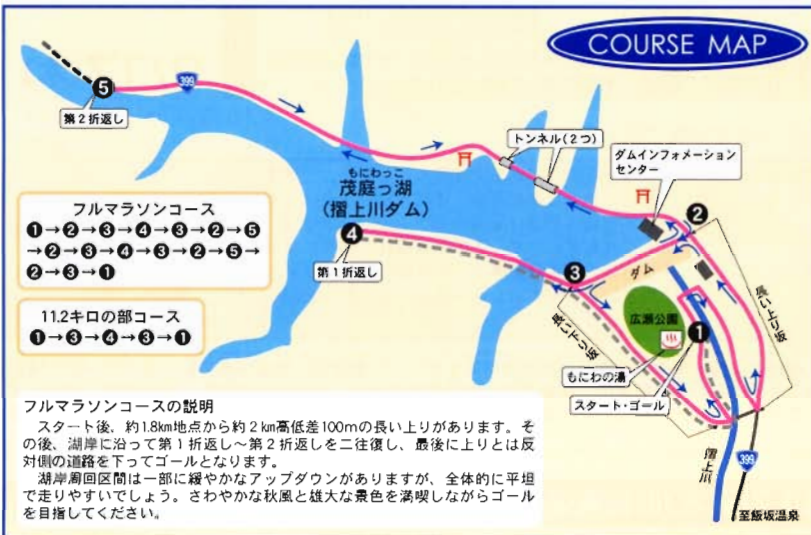 COURSE MAP
399
5
第2折返し
トンネル(2つ)
ダムインフォメーション
センター
もにわっこ
茂庭っ湖
(摺上川ダム)
2
4
第1折返し
3
ダム
長い下り坂
広瀬公園
1
長い上り坂
もにわの湯
スタート・ゴール
摺上川
399
至飯坂温泉
フルマラソンコース
❶→❷→❸→❹→❸→❷→❺
→❷→❸→❹→❸→❷→❺→
❷→❸→❶
11.2キロの部コース
❶→❸→❹→❸→❶
フルマラソンコースの説明
スタート後、約1.8km地点から約2km高低差100mの長い上りがあります。そ
の後、湖岸に沿って第1折返し～第2折返しを二往復し、最後に上りとは反
対側の道路を下ってゴールとなります。
湖岸周回区間は一部に緩やかなアップダウンがありますが、全体的に平坦
で走りやすいでしょう。さわやかな秋風と雄大な景色を満喫しながらゴール
を目指してください。